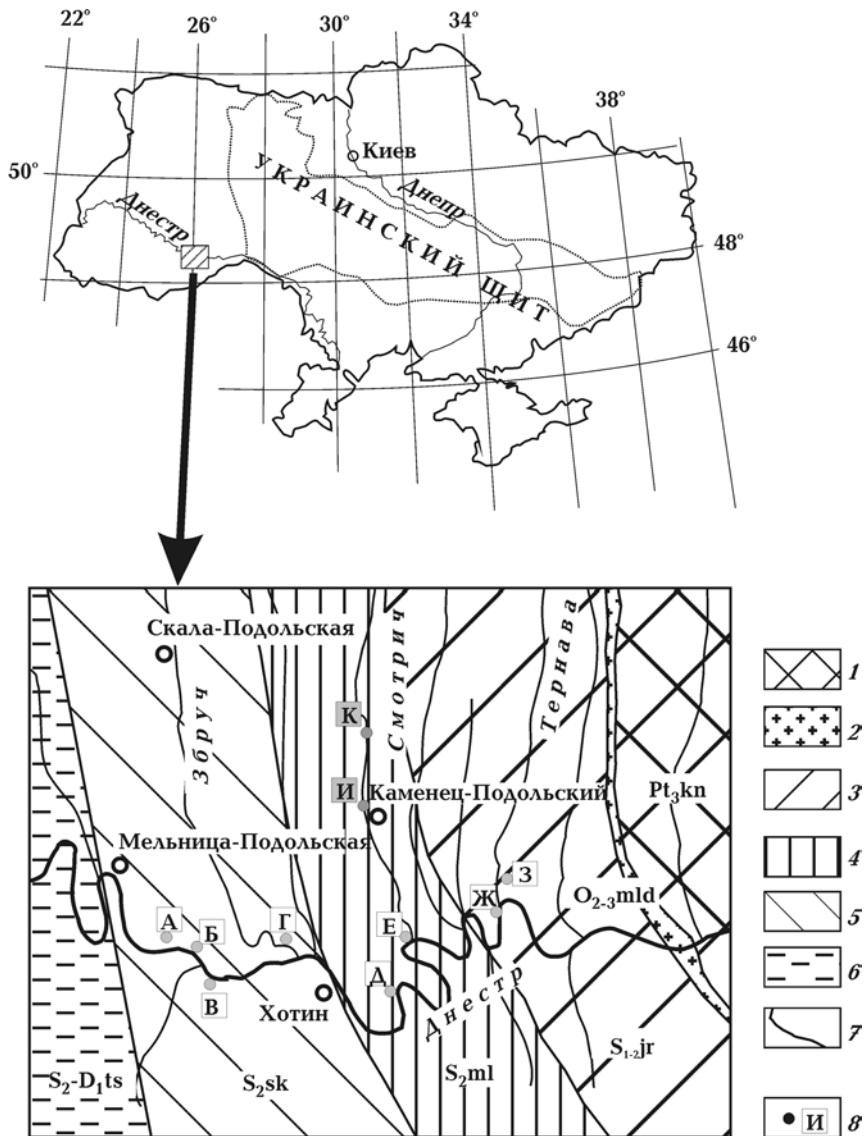 22°
26°
30°
34°
38°
50°
Киев
Днепр
Днестр
УКРАИНСКИЙ ЩИТ
48°
46°
Скала-Подольская
Збруч
Смотрич
Тернава
К
И
Каменец-Подольский
Pt₃kn
Мельница-Подольская
З
Ж
O₂₋₃mld
А
Б
Г
Е
В
Д
Хотин
Днестр
S₂-D₁ts
S₂sk
S₂ml
S₁₋₂jr
1
2
3
4
5
6
7
И 8